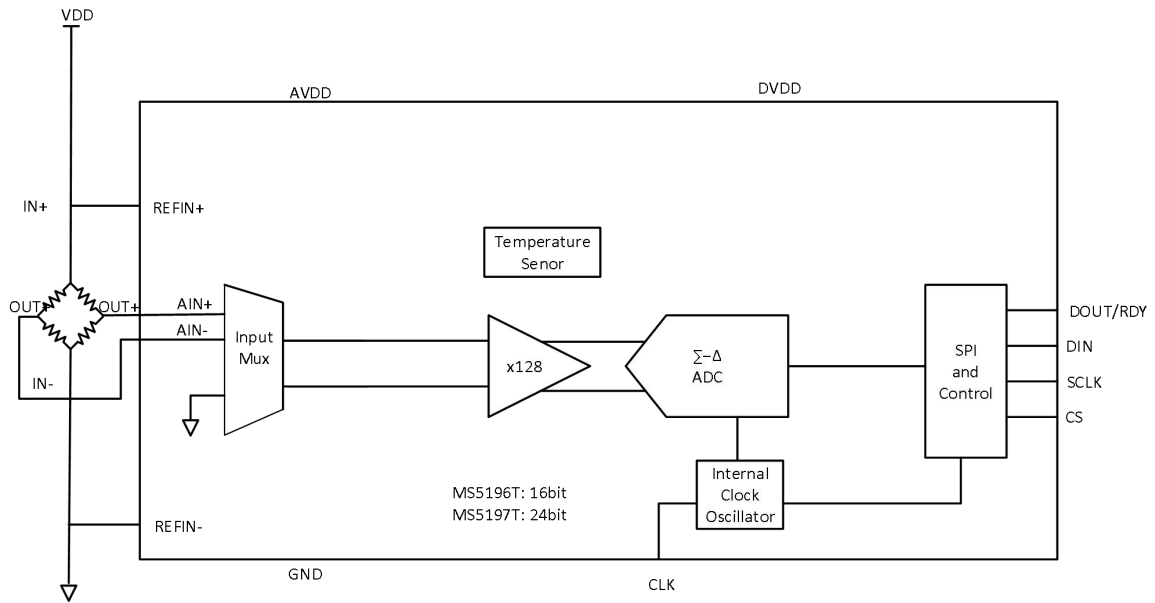 VDD
AVDD
DVDD
IN+
REFIN+
Temperature
Senor
OUT+
OUT+
AIN+
AIN-
Input
Mux
x128
∑-Δ
ADC
SPI
and
Control
DOUT/RDY
DIN
SCLK
CS
IN-
Internal
Clock
Oscillator
MS5196T: 16bit
MS5197T: 24bit
REFIN-
GND
CLK